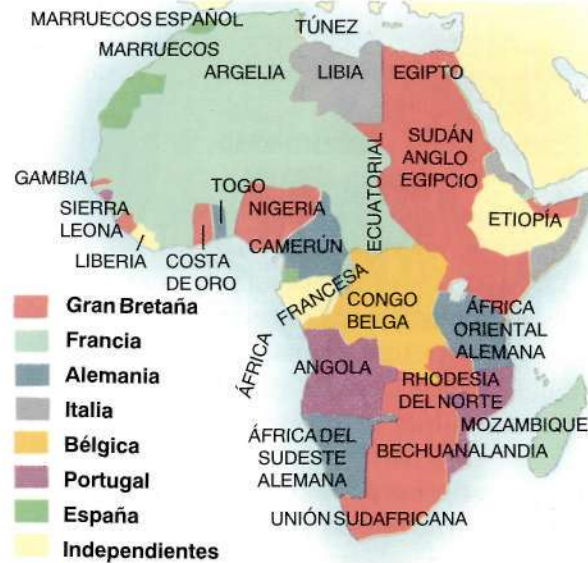 MARRUECOS ESPAÑOL
TÚNEZ
MARRUECOS
ARGELIA
LIBIA
EGIPTO
SUDÁN
ANGLO
EGIPCIO
ECUATORIAL
GAMBIA
TOGO
NIGERIA
SIERRA
LEONA
ETIOPÍA
LIBERIA
COSTA
DE ORO
CAMERÚN
FRANCESA
CONGO
BELGA
ÁFRICA
ORIENTAL
ALEMANA
ÁFRICA
ANGOLA
RHODESIA
DEL NORTE
MOZAMBIQUE
ÁFRICA DEL
SUDESTE
ALEMANA
BECHUANALANDIA
UNIÓN SUDAFRICANA
Gran Bretaña
Francia
Alemania
Italia
Bélgica
Portugal
España
Independientes